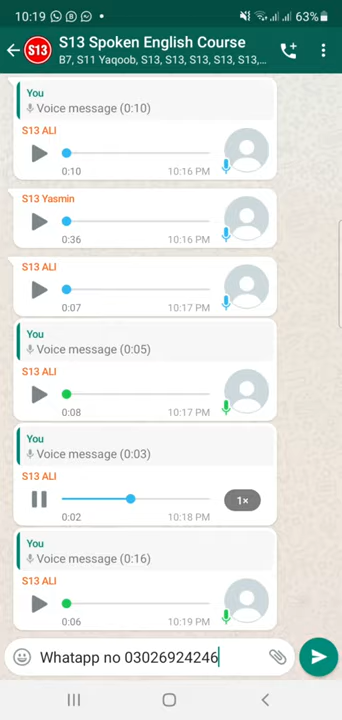 10:19 63%
S13 S13 Spoken English Course
B7, S11 Yaqoob, S13, S13, S13, S13, S13,...
You
Voice message (0:10)
S13 ALI
0:10 10:16 PM
S13 Yasmin
0:36 10:16 PM
S13 ALI
0:07 10:17 PM
You
Voice message (0:05)
S13 ALI
0:08 10:17 PM
You
Voice message (0:03)
S13 ALI
1×
0:02 10:18 PM
You
Voice message (0:16)
S13 ALI
0:06 10:19 PM
Whatapp no 03026924246